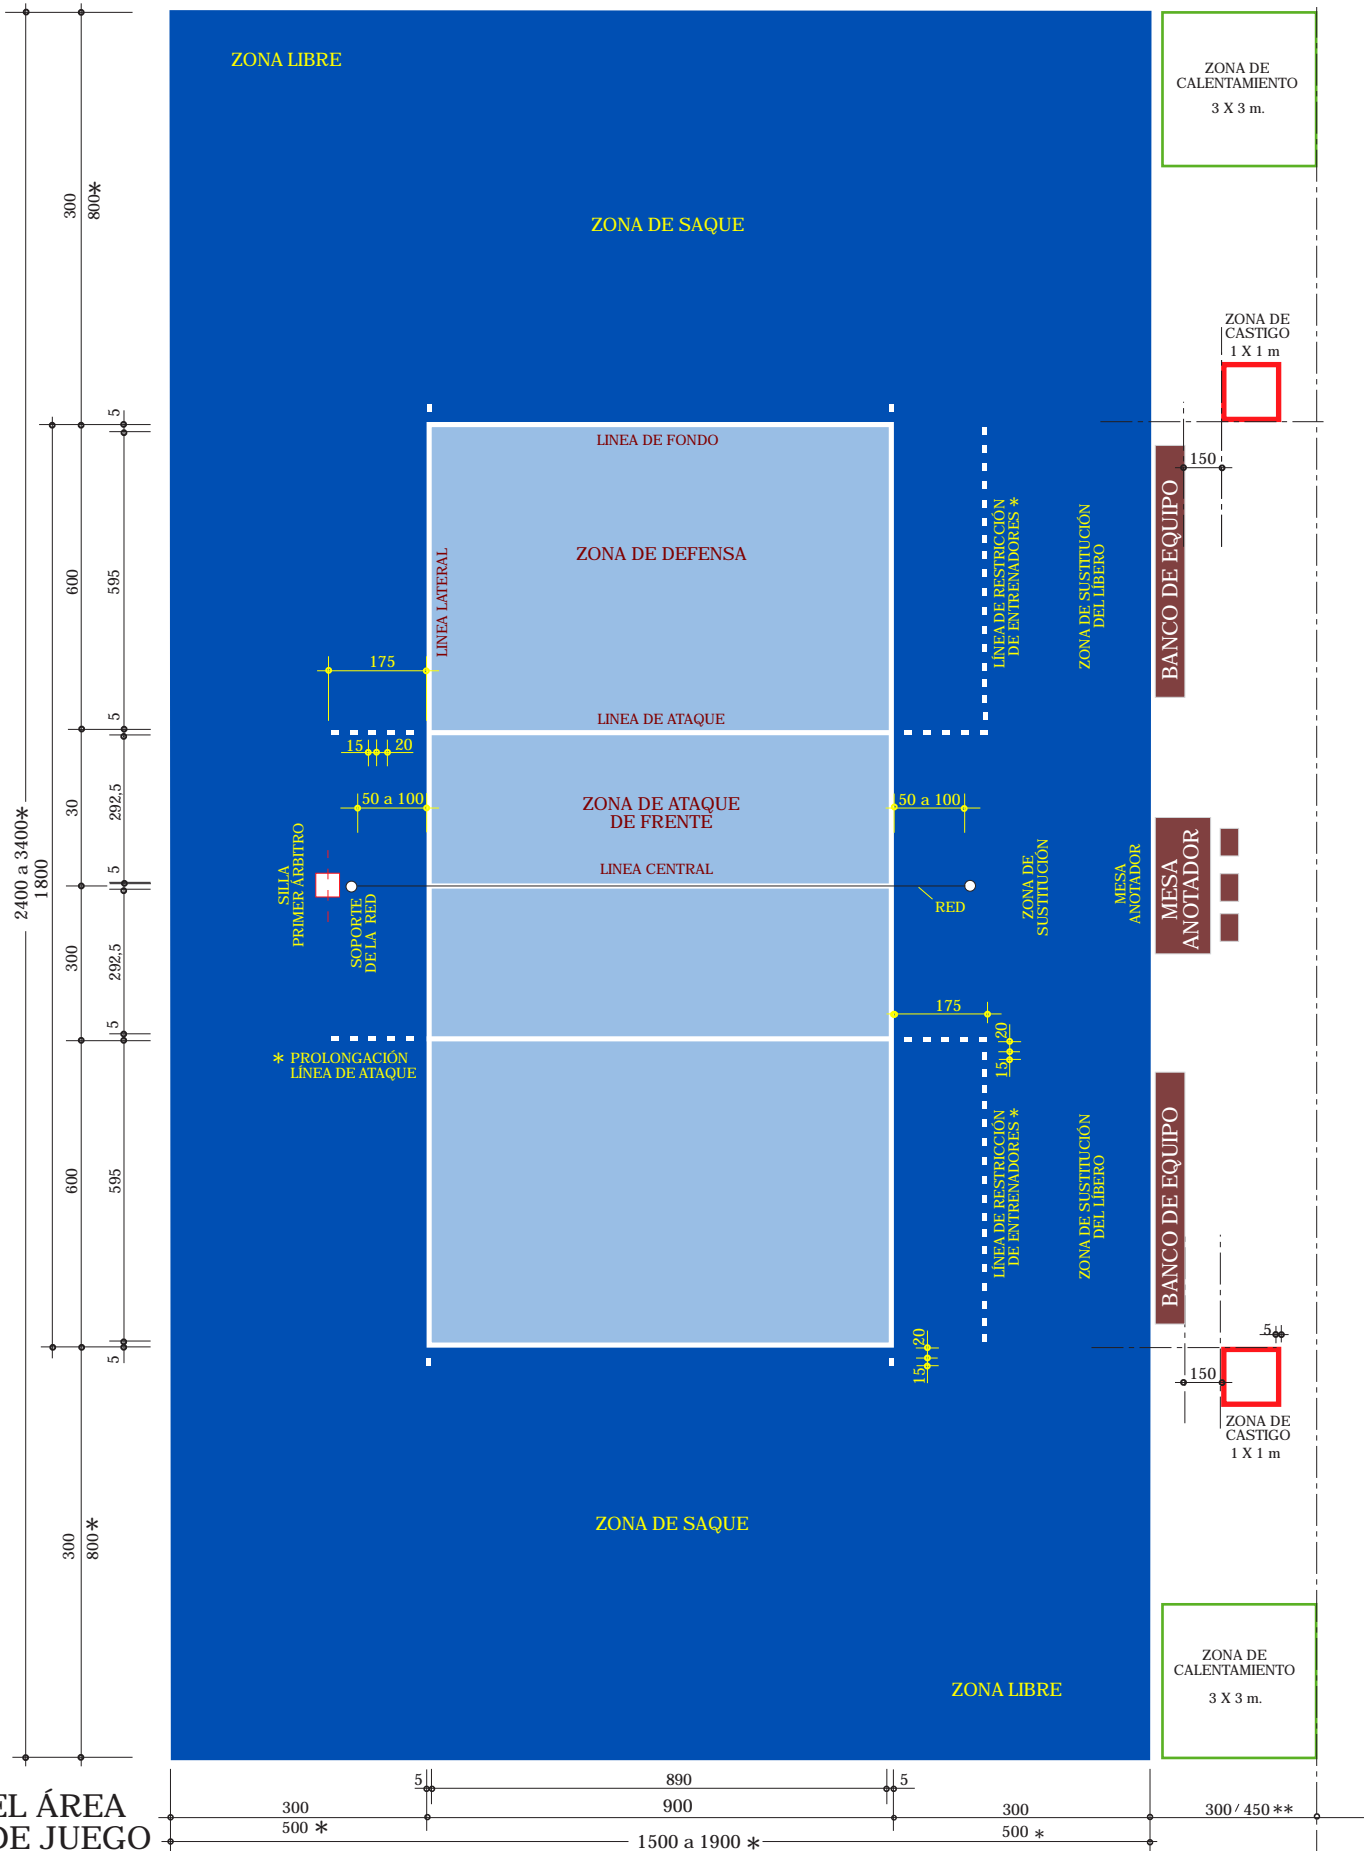 ZONA LIBRE
ZONA DE
CALENTAMIENTO
3 X 3 m.
300
800*
ZONA DE SAQUE
ZONA DE
CASTIGO
1 X 1 m
5
LINEA DE FONDO
150
ZONA DE DEFENSA
LINEA LATERAL
LÍNEA DE RESTRICCIÓN
DE ENTRENADORES *
ZONA DE SUSTITUCIÓN
DEL LÍBERO
BANCO DE EQUIPO
600
595
175
5
LINEA DE ATAQUE
15
20
30
292,5
50 a 100
ZONA DE ATAQUE
DE FRENTE
50 a 100
2400 a 3400*
1800
5
SILLA
PRIMER ÁRBITRO
LINEA CENTRAL
SOPORTE
DE LA RED
RED
ZONA DE
SUSTITUCIÓN
MESA
ANOTADOR
MESA
ANOTADOR
300
292,5
175
5
20
15
* PROLONGACIÓN
LÍNEA DE ATAQUE
600
595
LÍNEA DE RESTRICCIÓN
DE ENTRENADORES *
ZONA DE SUSTITUCIÓN
DEL LÍBERO
BANCO DE EQUIPO
5
20
15
5
150
ZONA DE
CASTIGO
1 X 1 m
300
800*
ZONA DE SAQUE
ZONA DE
CALENTAMIENTO
3 X 3 m.
ZONA LIBRE
5
890
5
EL ÁREA
DE JUEGO
300
500 *
900
300
500 *
300 / 450 **
1500 a 1900 *